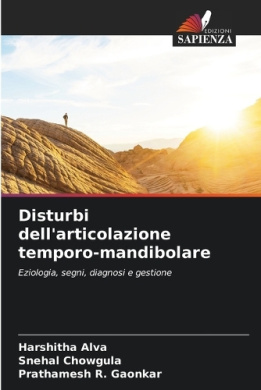 EDIZIONI
SAPIENZA
Disturbi
dell'articolazione
temporo-mandibolare
Eziologia, segni, diagnosi e gestione
Harshitha Alva
Snehal Chowgula
Prathamesh R. Gaonkar